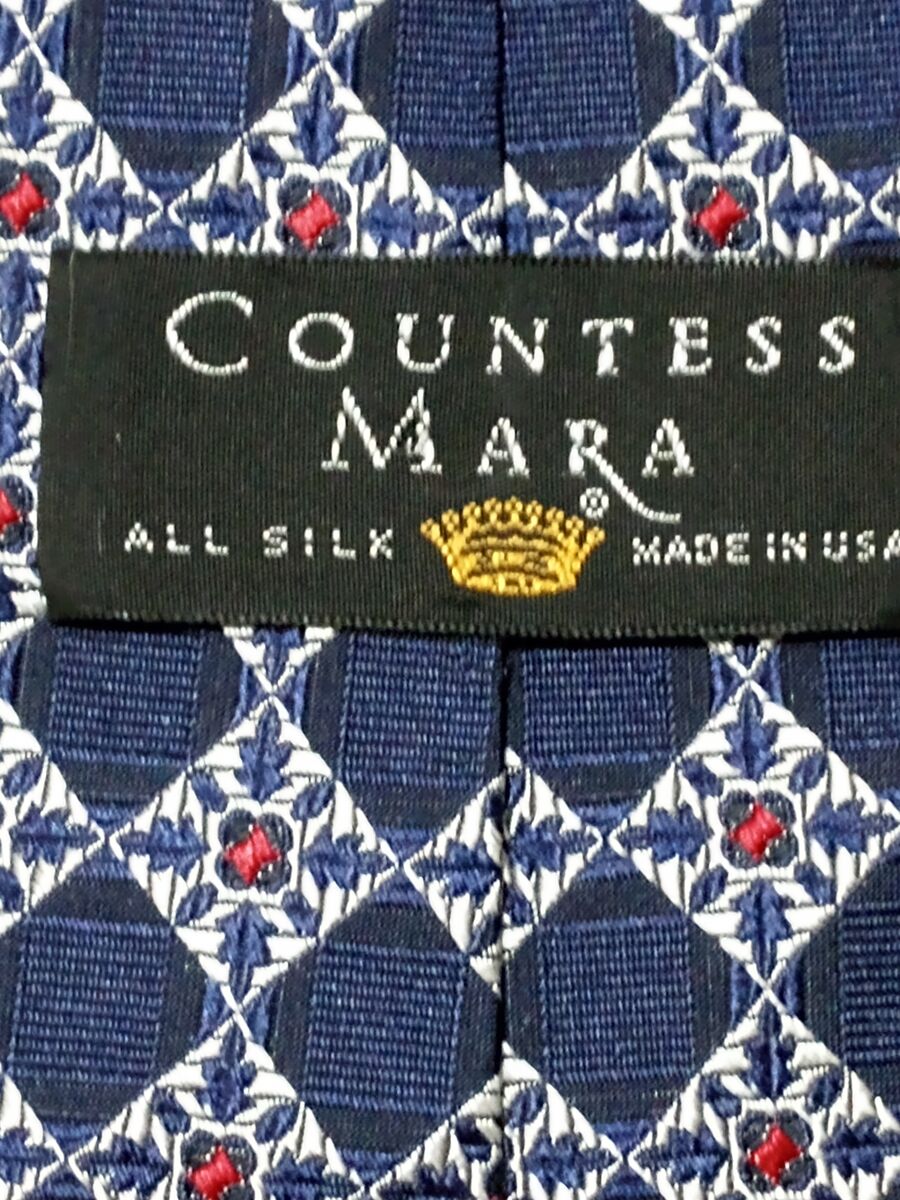 COUNTESS
MARA
®
ALL SILK MADE IN USA